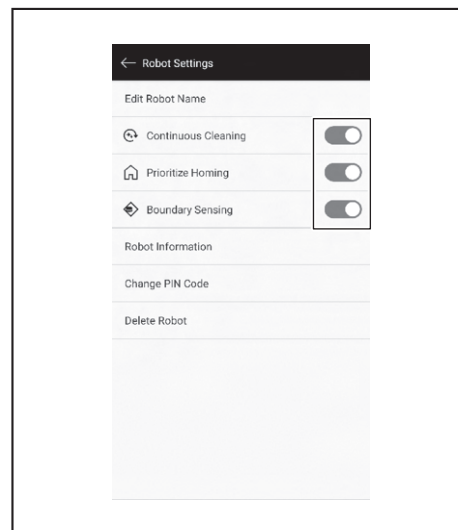 Robot Settings
Edit Robot Name
Continuous Cleaning
Prioritize Homing
Boundary Sensing
Robot Information
Change PIN Code
Delete Robot